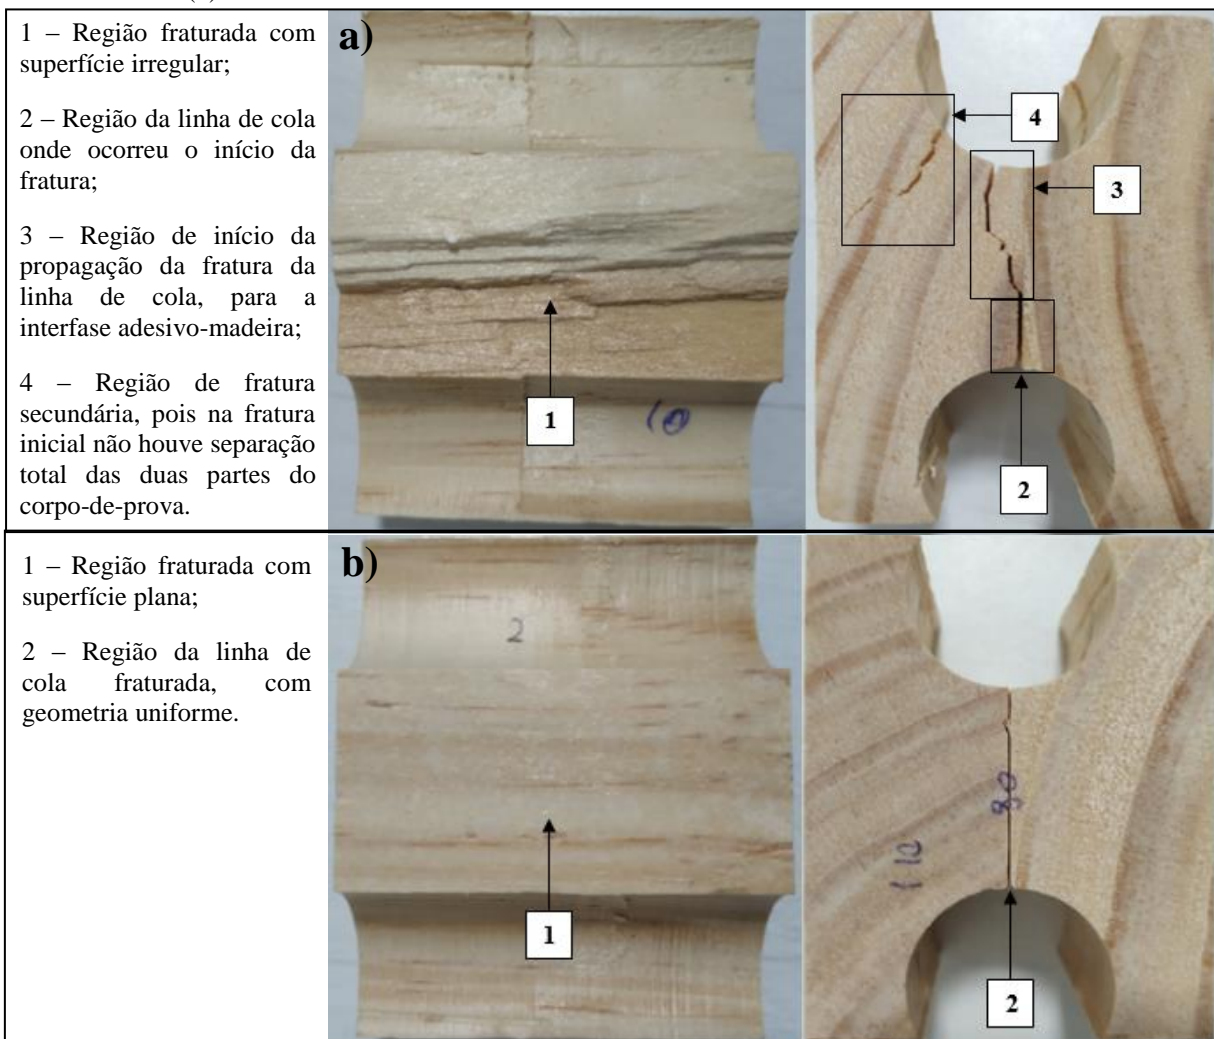 1 – Região fraturada com
superfície irregular;
2 – Região da linha de cola
onde ocorreu o início da
fratura;
3 – Região de início da
propagação da fratura da
linha de cola, para a
interfase adesivo-madeira;
4 – Região de fratura
secundária, pois na fratura
inicial não houve separação
total das duas partes do
corpo-de-prova.
a)
1
10
4
3
2
1 – Região fraturada com
superfície plana;
2 – Região da linha de
cola fraturada, com
geometria uniforme.
b)
2
1
80
110
2